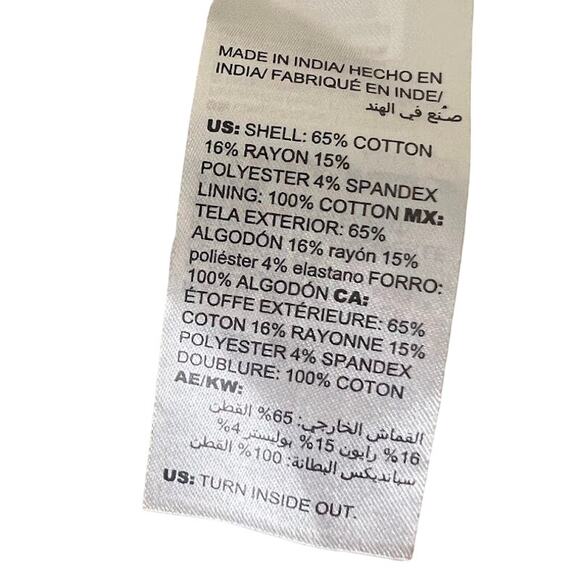 MADE IN INDIA/ HECHO EN
INDIA/ FABRIQUÉ EN INDE/
صنع في الهند
US: SHELL: 65% COTTON
16% RAYON 15%
POLYESTER 4% SPANDEX
LINING: 100% COTTON MX:
TELA EXTERIOR: 65%
ALGODÓN 16% rayón 15%
poliéster 4% elastano FORRO:
100% ALGODÓN CA:
ÉTOFFE EXTÉRIEURE: 65%
COTON 16% RAYONNE 15%
POLYESTER 4% SPANDEX
DOUBLURE: 100% COTON
AE/KW:
القماش الخارجي: 65% القطن
16% رايون 15% بوليستر 4%
سبانديكس البطانة: 100% القطن
US: TURN INSIDE OUT.